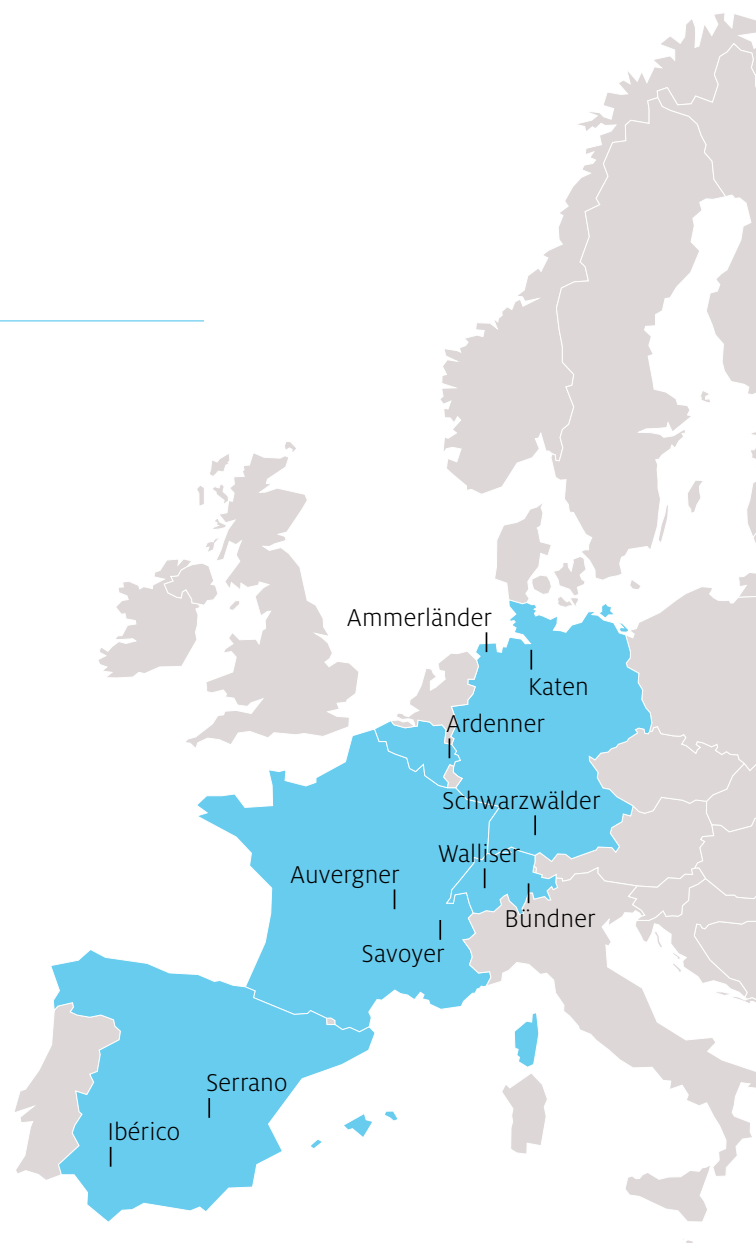 Ammerländer
Katen
Ardenner
Schwarzwälder
Walliser
Auvergner
Bündner
Savoyer
Serrano
Ibérico